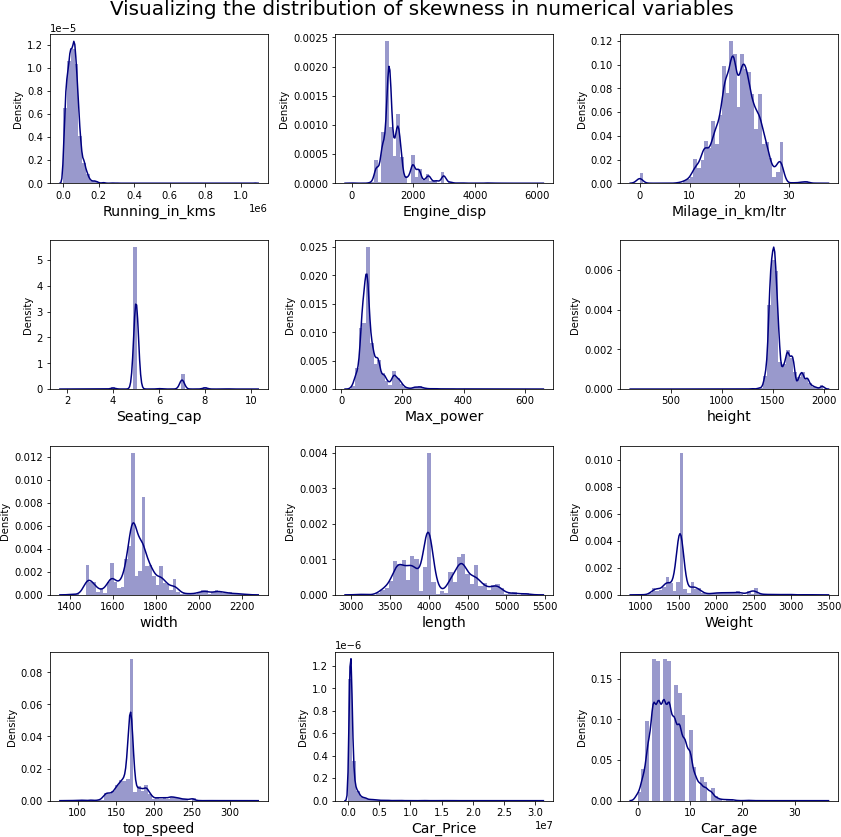 Visualizing the distribution of skewness in numerical variables
1e−5
Density
1.2
1.0
0.8
0.6
0.4
0.2
0.0
0.0 0.2 0.4 0.6 0.8 1.0
1e6
Running_in_kms
Density
0.0025
0.0020
0.0015
0.0010
0.0005
0.0000
0 2000 4000 6000
Engine_disp
Density
0.12
0.10
0.08
0.06
0.04
0.02
0.00
0 10 20 30
Milage_in_km/ltr
Density
5
4
3
2
1
0
2 4 6 8 10
Seating_cap
Density
0.025
0.020
0.015
0.010
0.005
0.000
0 200 400 600
Max_power
Density
0.006
0.004
0.002
0.000
500 1000 1500 2000
height
Density
0.012
0.010
0.008
0.006
0.004
0.002
0.000
1400 1600 1800 2000 2200
width
Density
0.004
0.003
0.002
0.001
0.000
3000 3500 4000 4500 5000 5500
length
Density
0.010
0.008
0.006
0.004
0.002
0.000
1000 1500 2000 2500 3000 3500
Weight
Density
0.08
0.06
0.04
0.02
0.00
100 150 200 250 300
top_speed
1e−6
Density
1.2
1.0
0.8
0.6
0.4
0.2
0.0
0.0 0.5 1.0 1.5 2.0 2.5 3.0
1e7
Car_Price
Density
0.15
0.10
0.05
0.00
0 10 20 30
Car_age